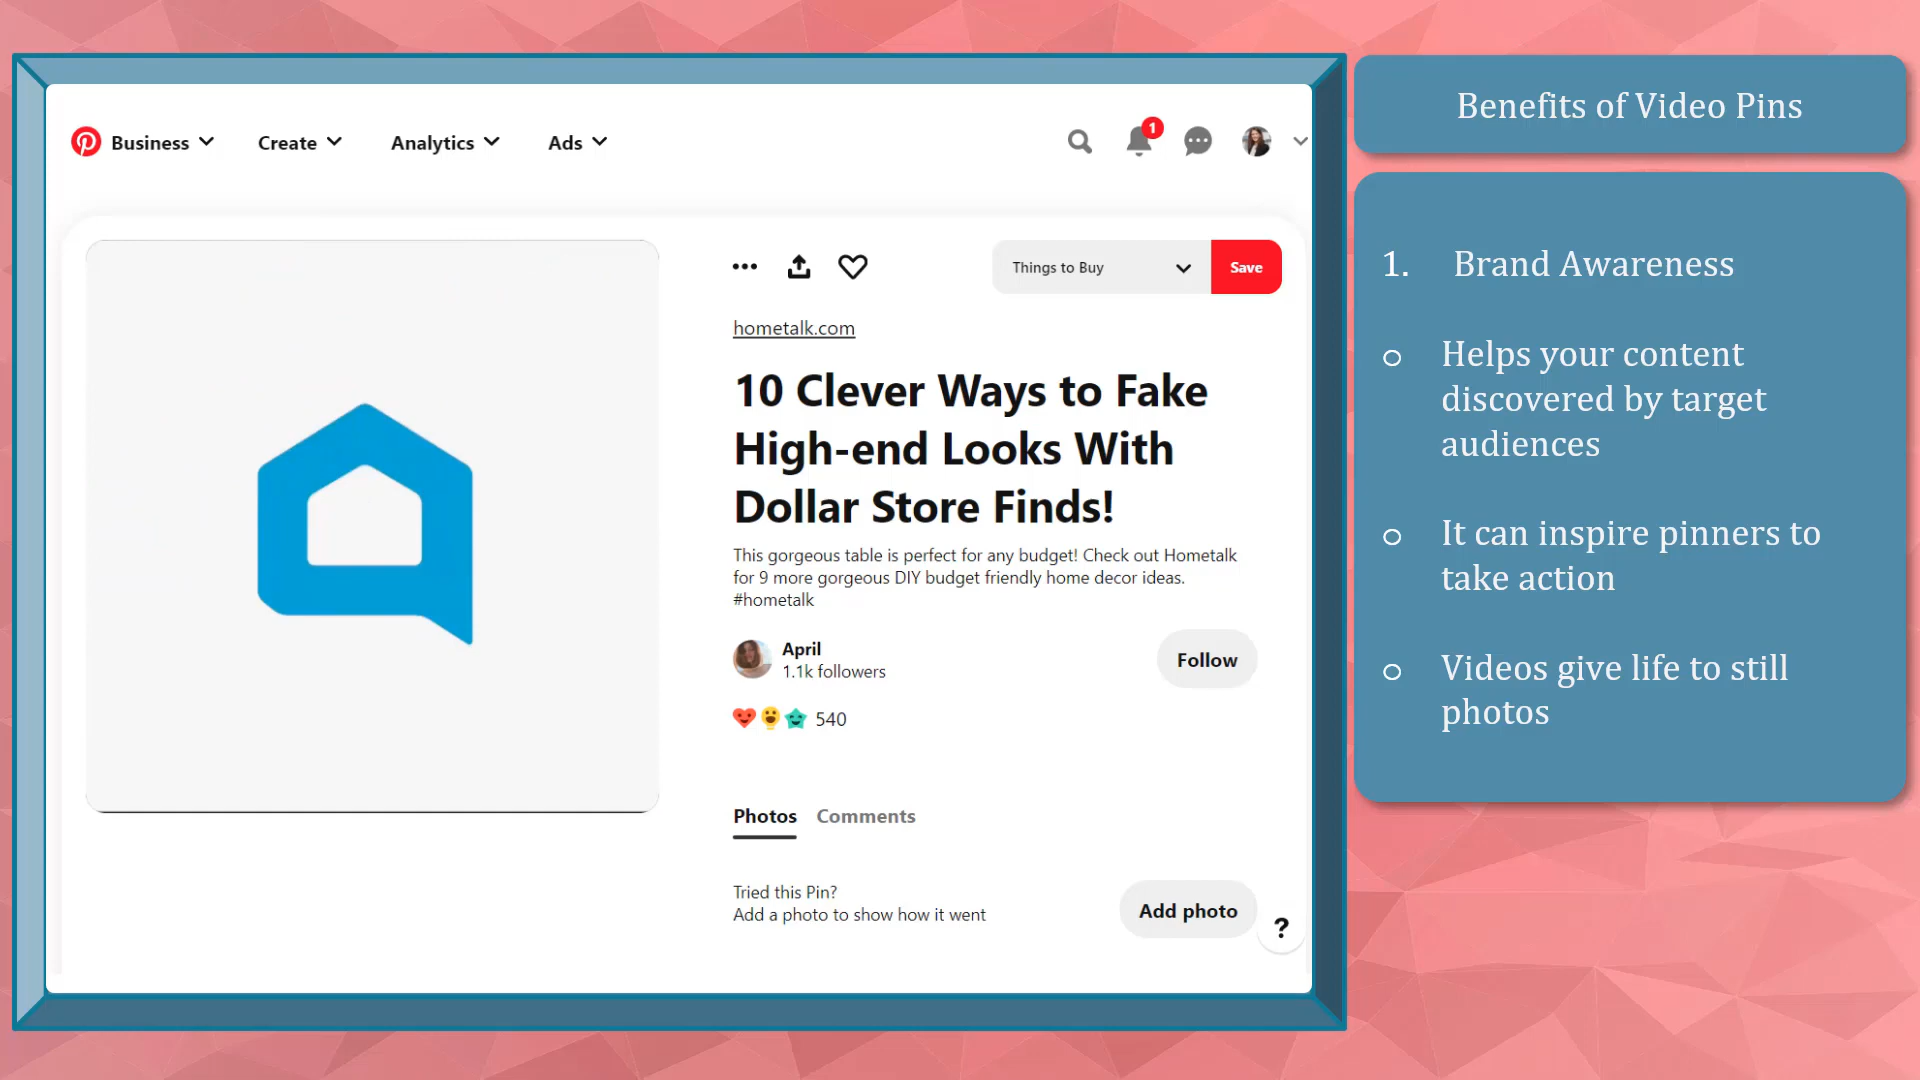 Business
Create
Analytics
Ads
1
Things to Buy
Save
hometalk.com
10 Clever Ways to Fake
High-end Looks With
Dollar Store Finds!
This gorgeous table is perfect for any budget! Check out Hometalk
for 9 more gorgeous DIY budget friendly home decor ideas.
#hometalk
April
1.1k followers
Follow
540
Photos
Comments
Tried this Pin?
Add a photo to show how it went
Add photo
?
Benefits of Video Pins
1. Brand Awareness
o Helps your content
discovered by target
audiences
o It can inspire pinners to
take action
o Videos give life to still
photos